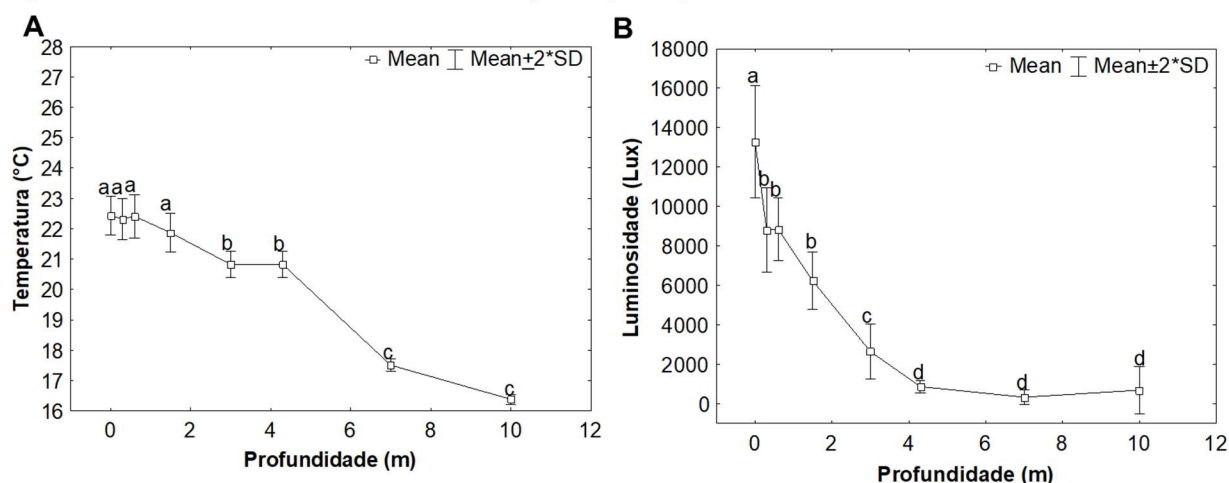 A
Temperatura (°C)
28
27
26
25
24
23
22
21
20
19
18
17
16
Mean Mean±2*SD
a a a a b b c c
0 2 4 6 8 10 12
Profundidade (m)
B
Luminosidade (Lux)
18000
16000
14000
12000
10000
8000
6000
4000
2000
0
Mean Mean±2*SD
a b b b c d d d
0 2 4 6 8 10 12
Profundidade (m)